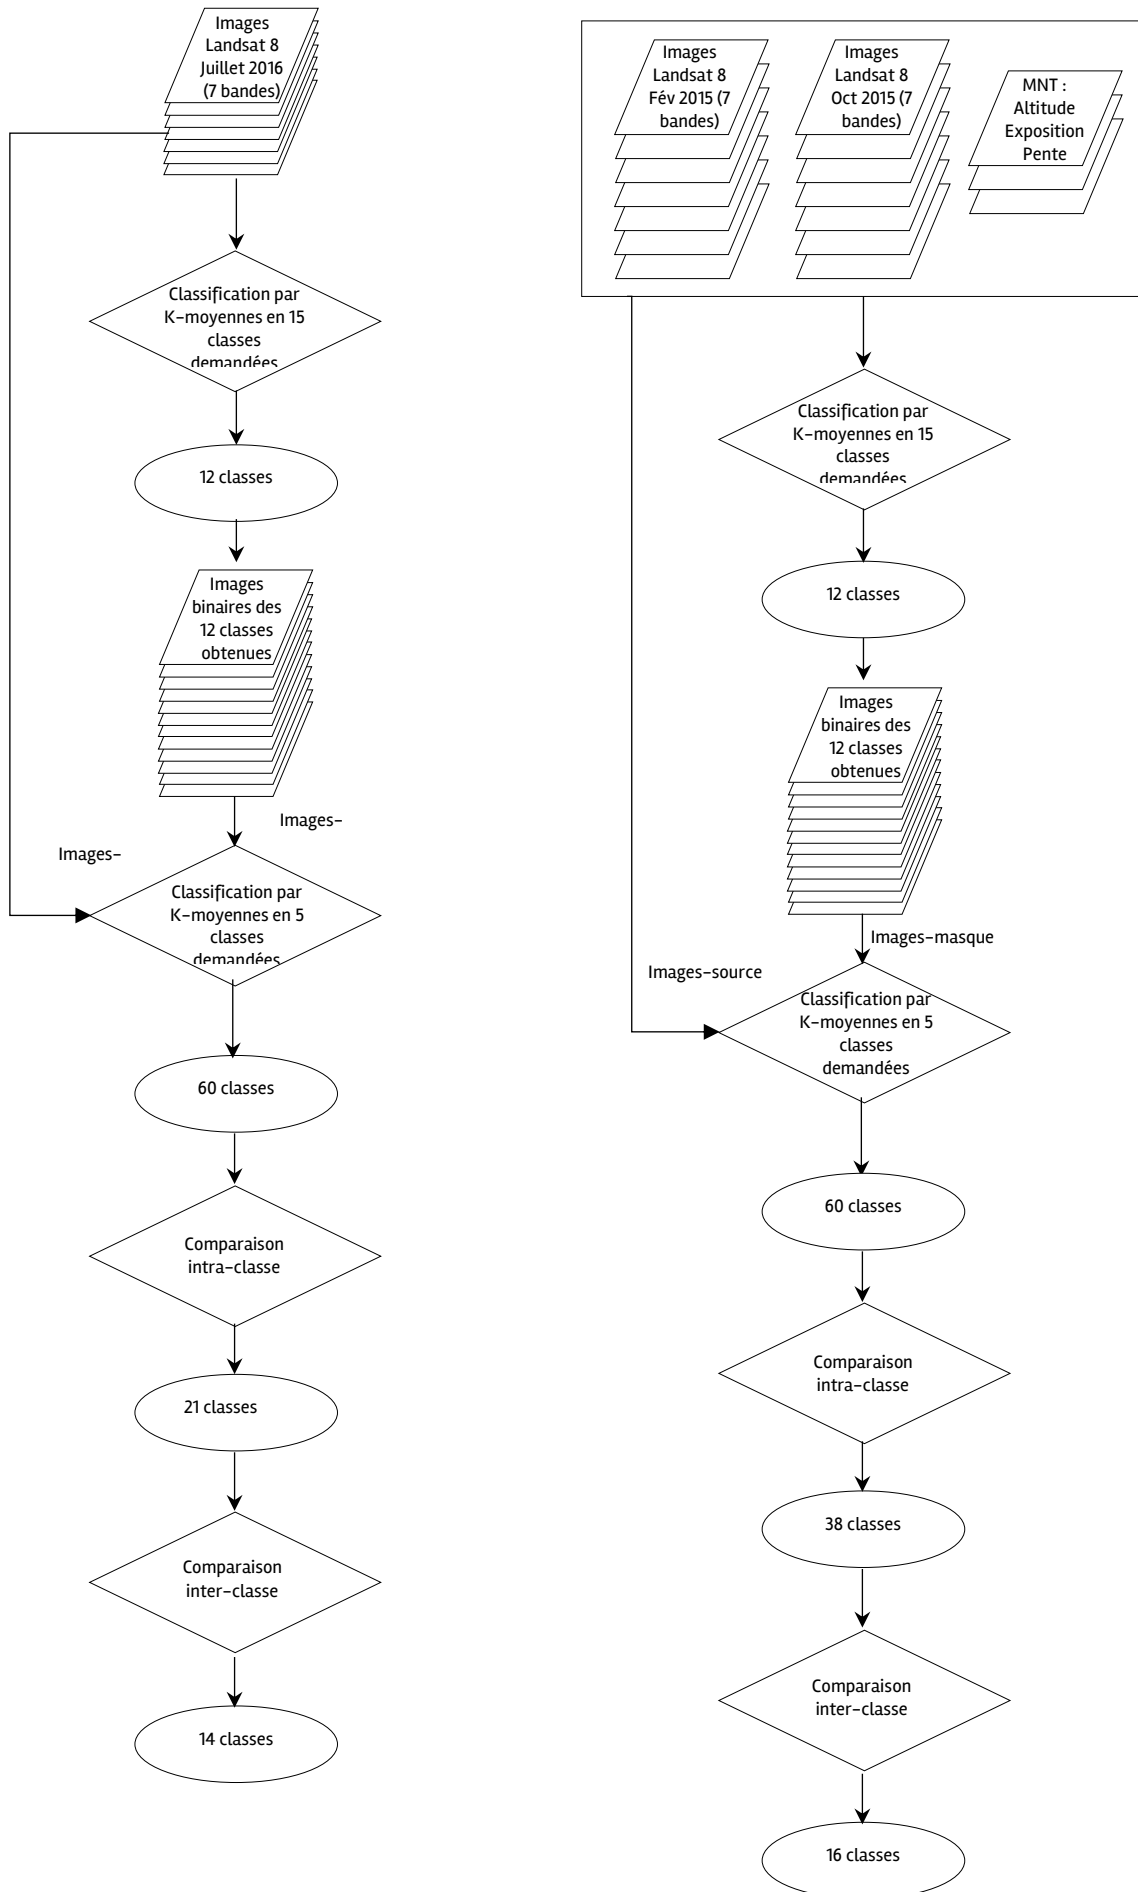 Images
Landsat 8
Juillet 2016
(7 bandes)
Classification par
K-moyennes en 15
classes
demandées
12 classes
Images
binaires des
12 classes
obtenues
Images-
Images-
Classification par
K-moyennes en 5
classes
demandées
60 classes
Comparaison
intra-classe
21 classes
Comparaison
inter-classe
14 classes
Images
Landsat 8
Fév 2015 (7
bandes)
Images
Landsat 8
Oct 2015 (7
bandes)
MNT :
Altitude
Exposition
Pente
Classification par
K-moyennes en 15
classes
demandées
12 classes
Images
binaires des
12 classes
obtenues
Images-masque
Images-source
Classification par
K-moyennes en 5
classes
demandées
60 classes
Comparaison
intra-classe
38 classes
Comparaison
inter-classe
16 classes